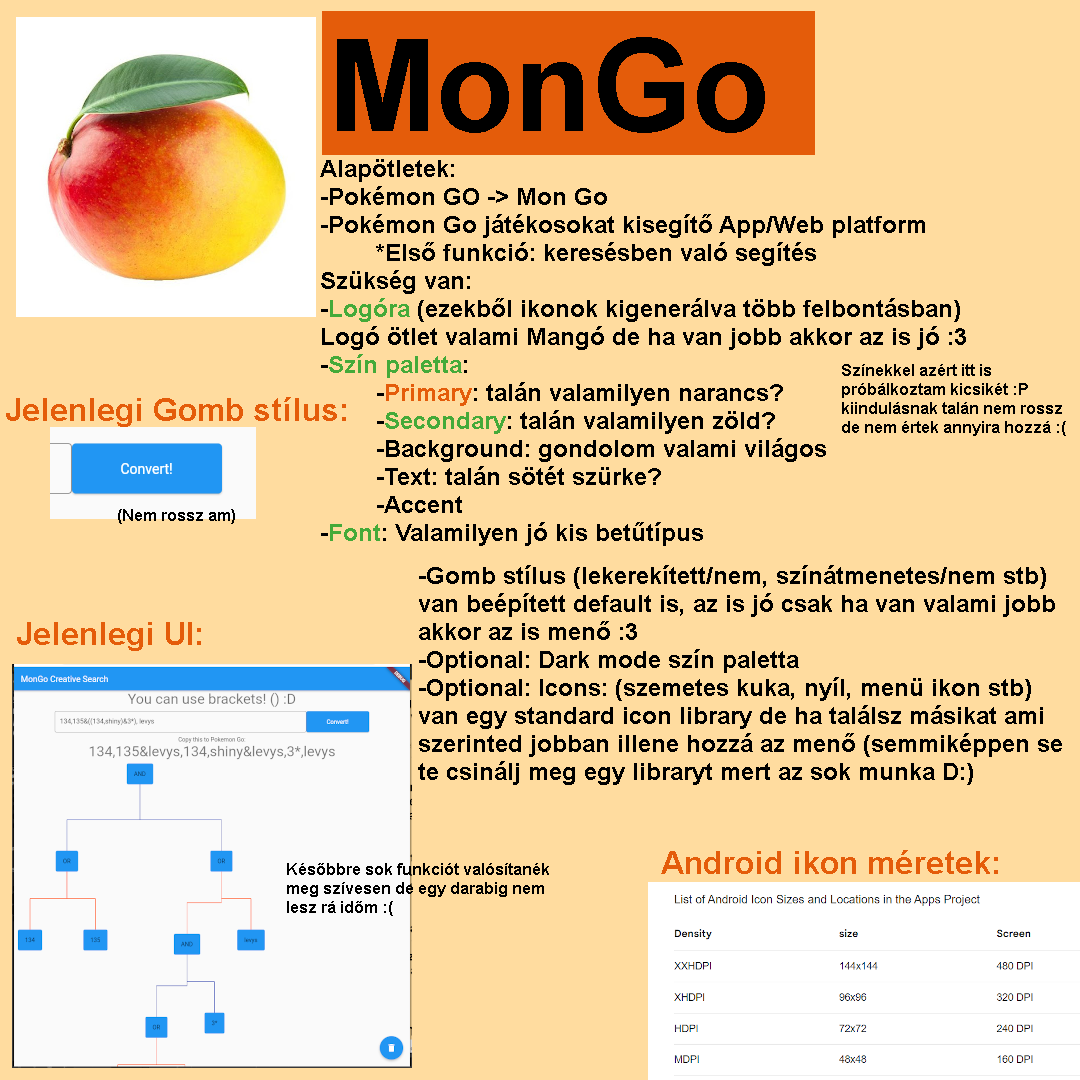 MonGo
Alapötletek:
-Pokémon GO -> Mon Go
-Pokémon Go játékosokat kisegítő App/Web platform
*Első funkció: keresésben való segítés
Szükség van:
-Logóra (ezekből ikonok kigenerálva több felbontásban)
Logó ötlet valami Mangó de ha van jobb akkor az is jó :3
-Szín paletta:
-Primary: talán valamilyen narancs?
-Secondary: talán valamilyen zöld?
-Background: gondolom valami világos
-Text: talán sötét szürke?
-Accent
-Font: Valamilyen jó kis betűtípus
Színekkel azért itt is
próbálkoztam kicsikét :P
kiindulásnak talán nem rossz
de nem értek annyira hozzá :(
Jelenlegi Gomb stílus:
Convert!
(Nem rossz am)
-Gomb stílus (lekerekített/nem, színátmenetes/nem stb)
van beépített default is, az is jó csak ha van valami jobb
akkor az is menő :3
-Optional: Dark mode szín paletta
-Optional: Icons: (szemetes kuka, nyíl, menü ikon stb)
van egy standard icon library de ha találsz másikat ami
szerinted jobban illene hozzá az menő (semmiképpen se
te csinálj meg egy libraryt mert az sok munka D:)
Jelenlegi UI:
MonGo Creative Search
DEBUG
You can use brackets! () :D
134,135&((134,shiny)&3*), levys
Convert!
Copy this to Pokemon Go:
134,135&levys,134,shiny&levys,3*,levys
AND
OR
OR
134
135
AND
levys
OR
3*
Későbbre sok funkciót valósítanék
meg szívesen de egy darabig nem
lesz rá időm :(
Android ikon méretek:
List of Android Icon Sizes and Locations in the Apps Project
Density size Screen
XXHDPI 144x144 480 DPI
XHDPI 96x96 320 DPI
HDPI 72x72 240 DPI
MDPI 48x48 160 DPI